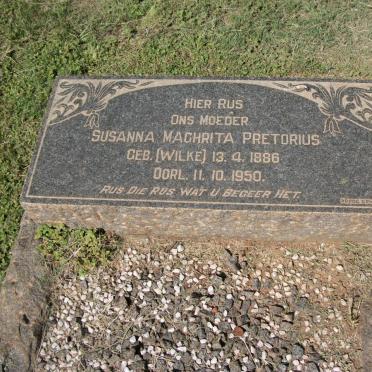 HIER RUS
ONS MOEDER
SUSANNA MAGHRITA PRETORIUS
GEB. (WILKE) 13. 4. 1886
OORL. 11. 10. 1950.
RUS DIE RUS WAT U BEGEER HET.